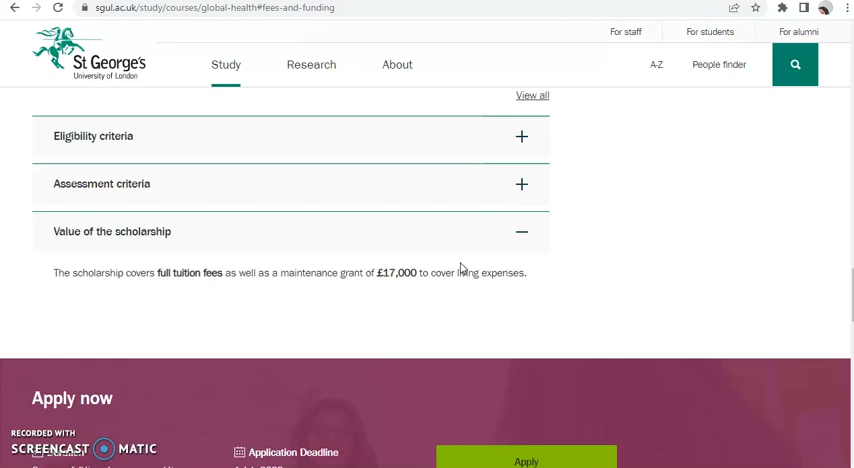 sgul.ac.uk/study/courses/global-health#fees-and-funding
For staff
For students
For alumni
St George's
University of London
Study
Research
About
A-Z
People finder
View all
Eligibility criteria
Assessment criteria
Value of the scholarship
The scholarship covers full tuition fees as well as a maintenance grant of £17,000 to cover living expenses.
Apply now
RECORDED WITH
SCREENCAST MATIC
Application Deadline
Apply